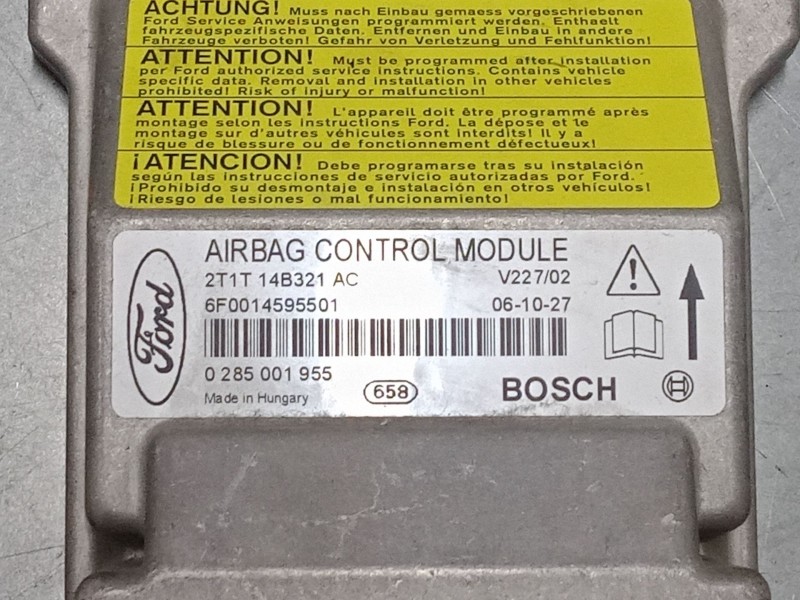 ACHTUNG! Muss nach Einbau gemaess vorgeschriebenen
Ford Service Anweisungen programmiert werden. Enthaelt
fahrzeugspezifische Daten. Entfernen und Einbau in andere
Fahrzeuge verboten! Gefahr von Verletzung und Fehlfunktion!
ATTENTION! Must be programmed after installation
per Ford authorized service instructions. Contains vehicle
specific data. Removal and installation in other vehicles
prohibited! Risk of injury or malfunction!
ATTENTION! L'appareil doit être programmé après
montage selon les instructions Ford. La dépose et le
montage sur d'autres véhicules sont interdits! Il y a
risque de blessure ou de fonctionnement défectueux!
¡ATENCION! Debe programarse tras su instalación
según las instrucciones de servicio autorizadas por Ford.
¡Prohibido su desmontaje e instalación en otros vehículos!
¡Riesgo de lesiones o mal funcionamiento!
Ford
AIRBAG CONTROL MODULE
2T1T 14B321 AC V227/02
6F0014595501 06-10-27
0 285 001 955
Made in Hungary 658 BOSCH